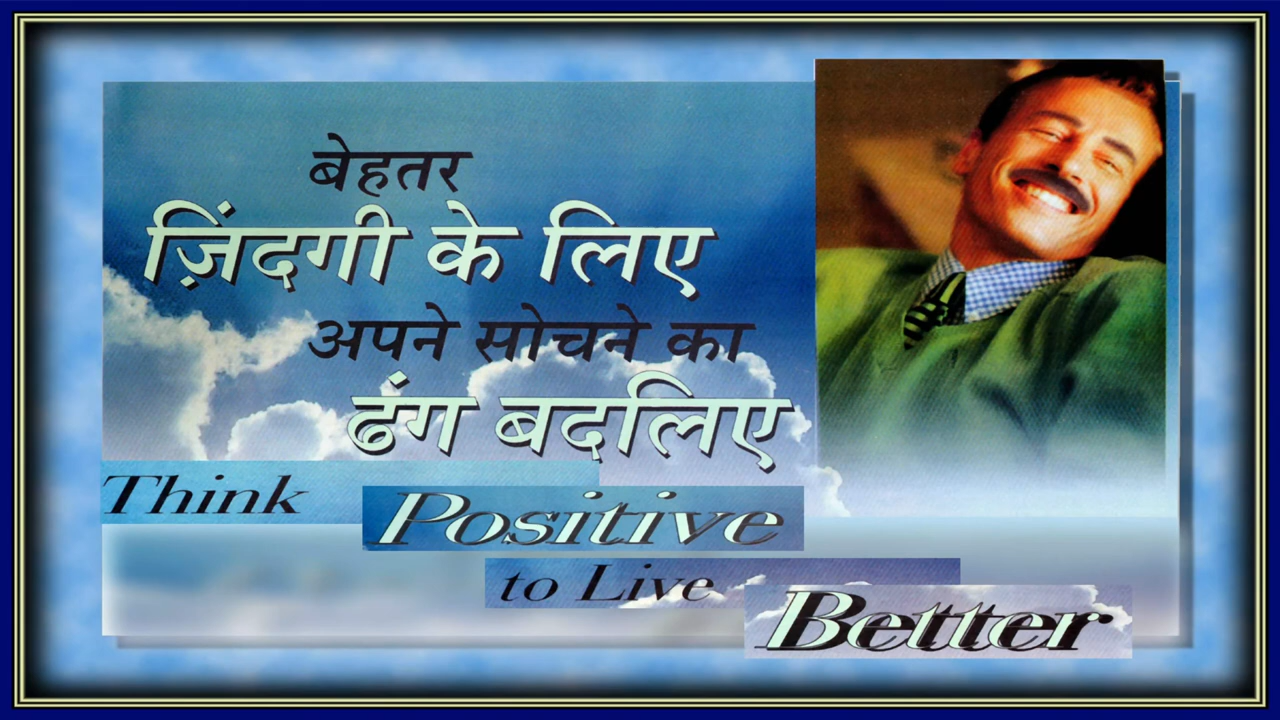 बेहतर
ज़िंदगी के लिए
अपने सोचने का
ढंग बदलिए
Think
Positive
to Live
Better